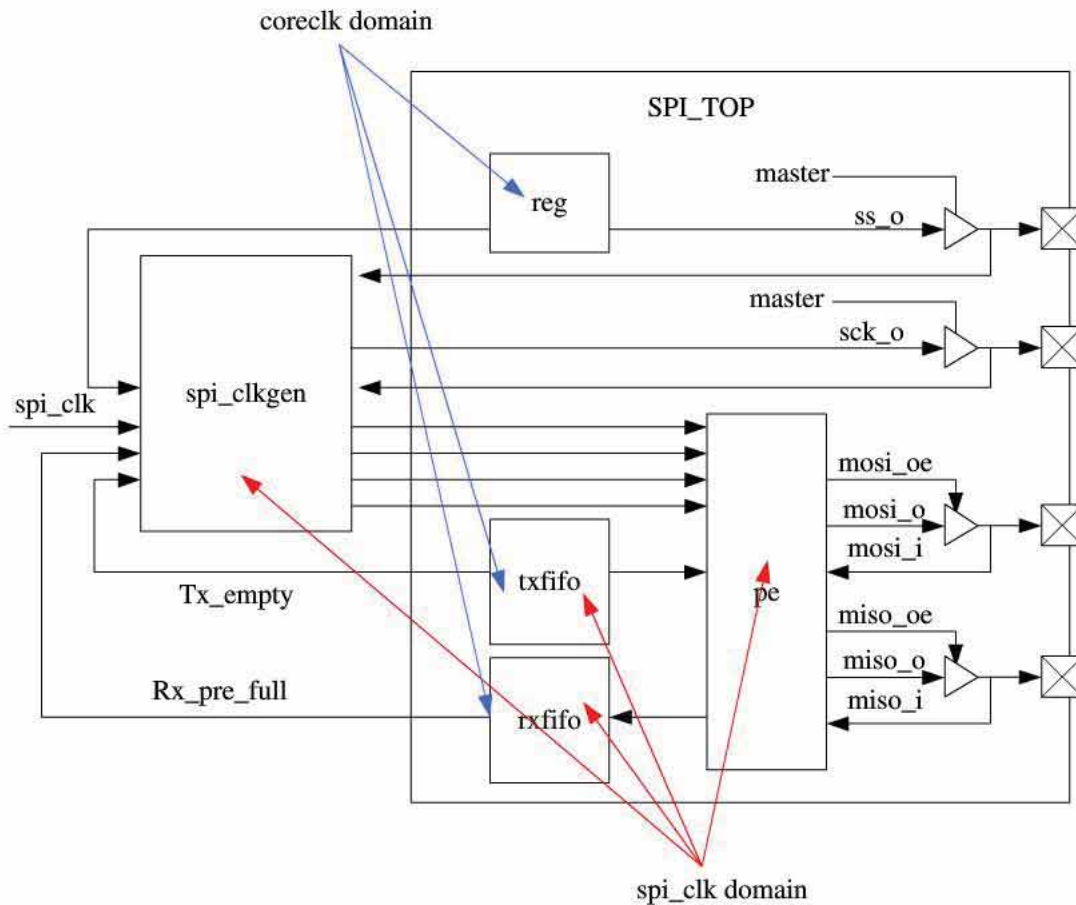 coreclk domain
SPI_TOP
master
reg
ss_o
master
sck_o
spi_clk
spi_clkgen
mosi_oe
mosi_o
mosi_i
txfifo
pe
Tx_empty
miso_oe
miso_o
Rx_pre_full
miso_i
rxfifo
spi_clk domain